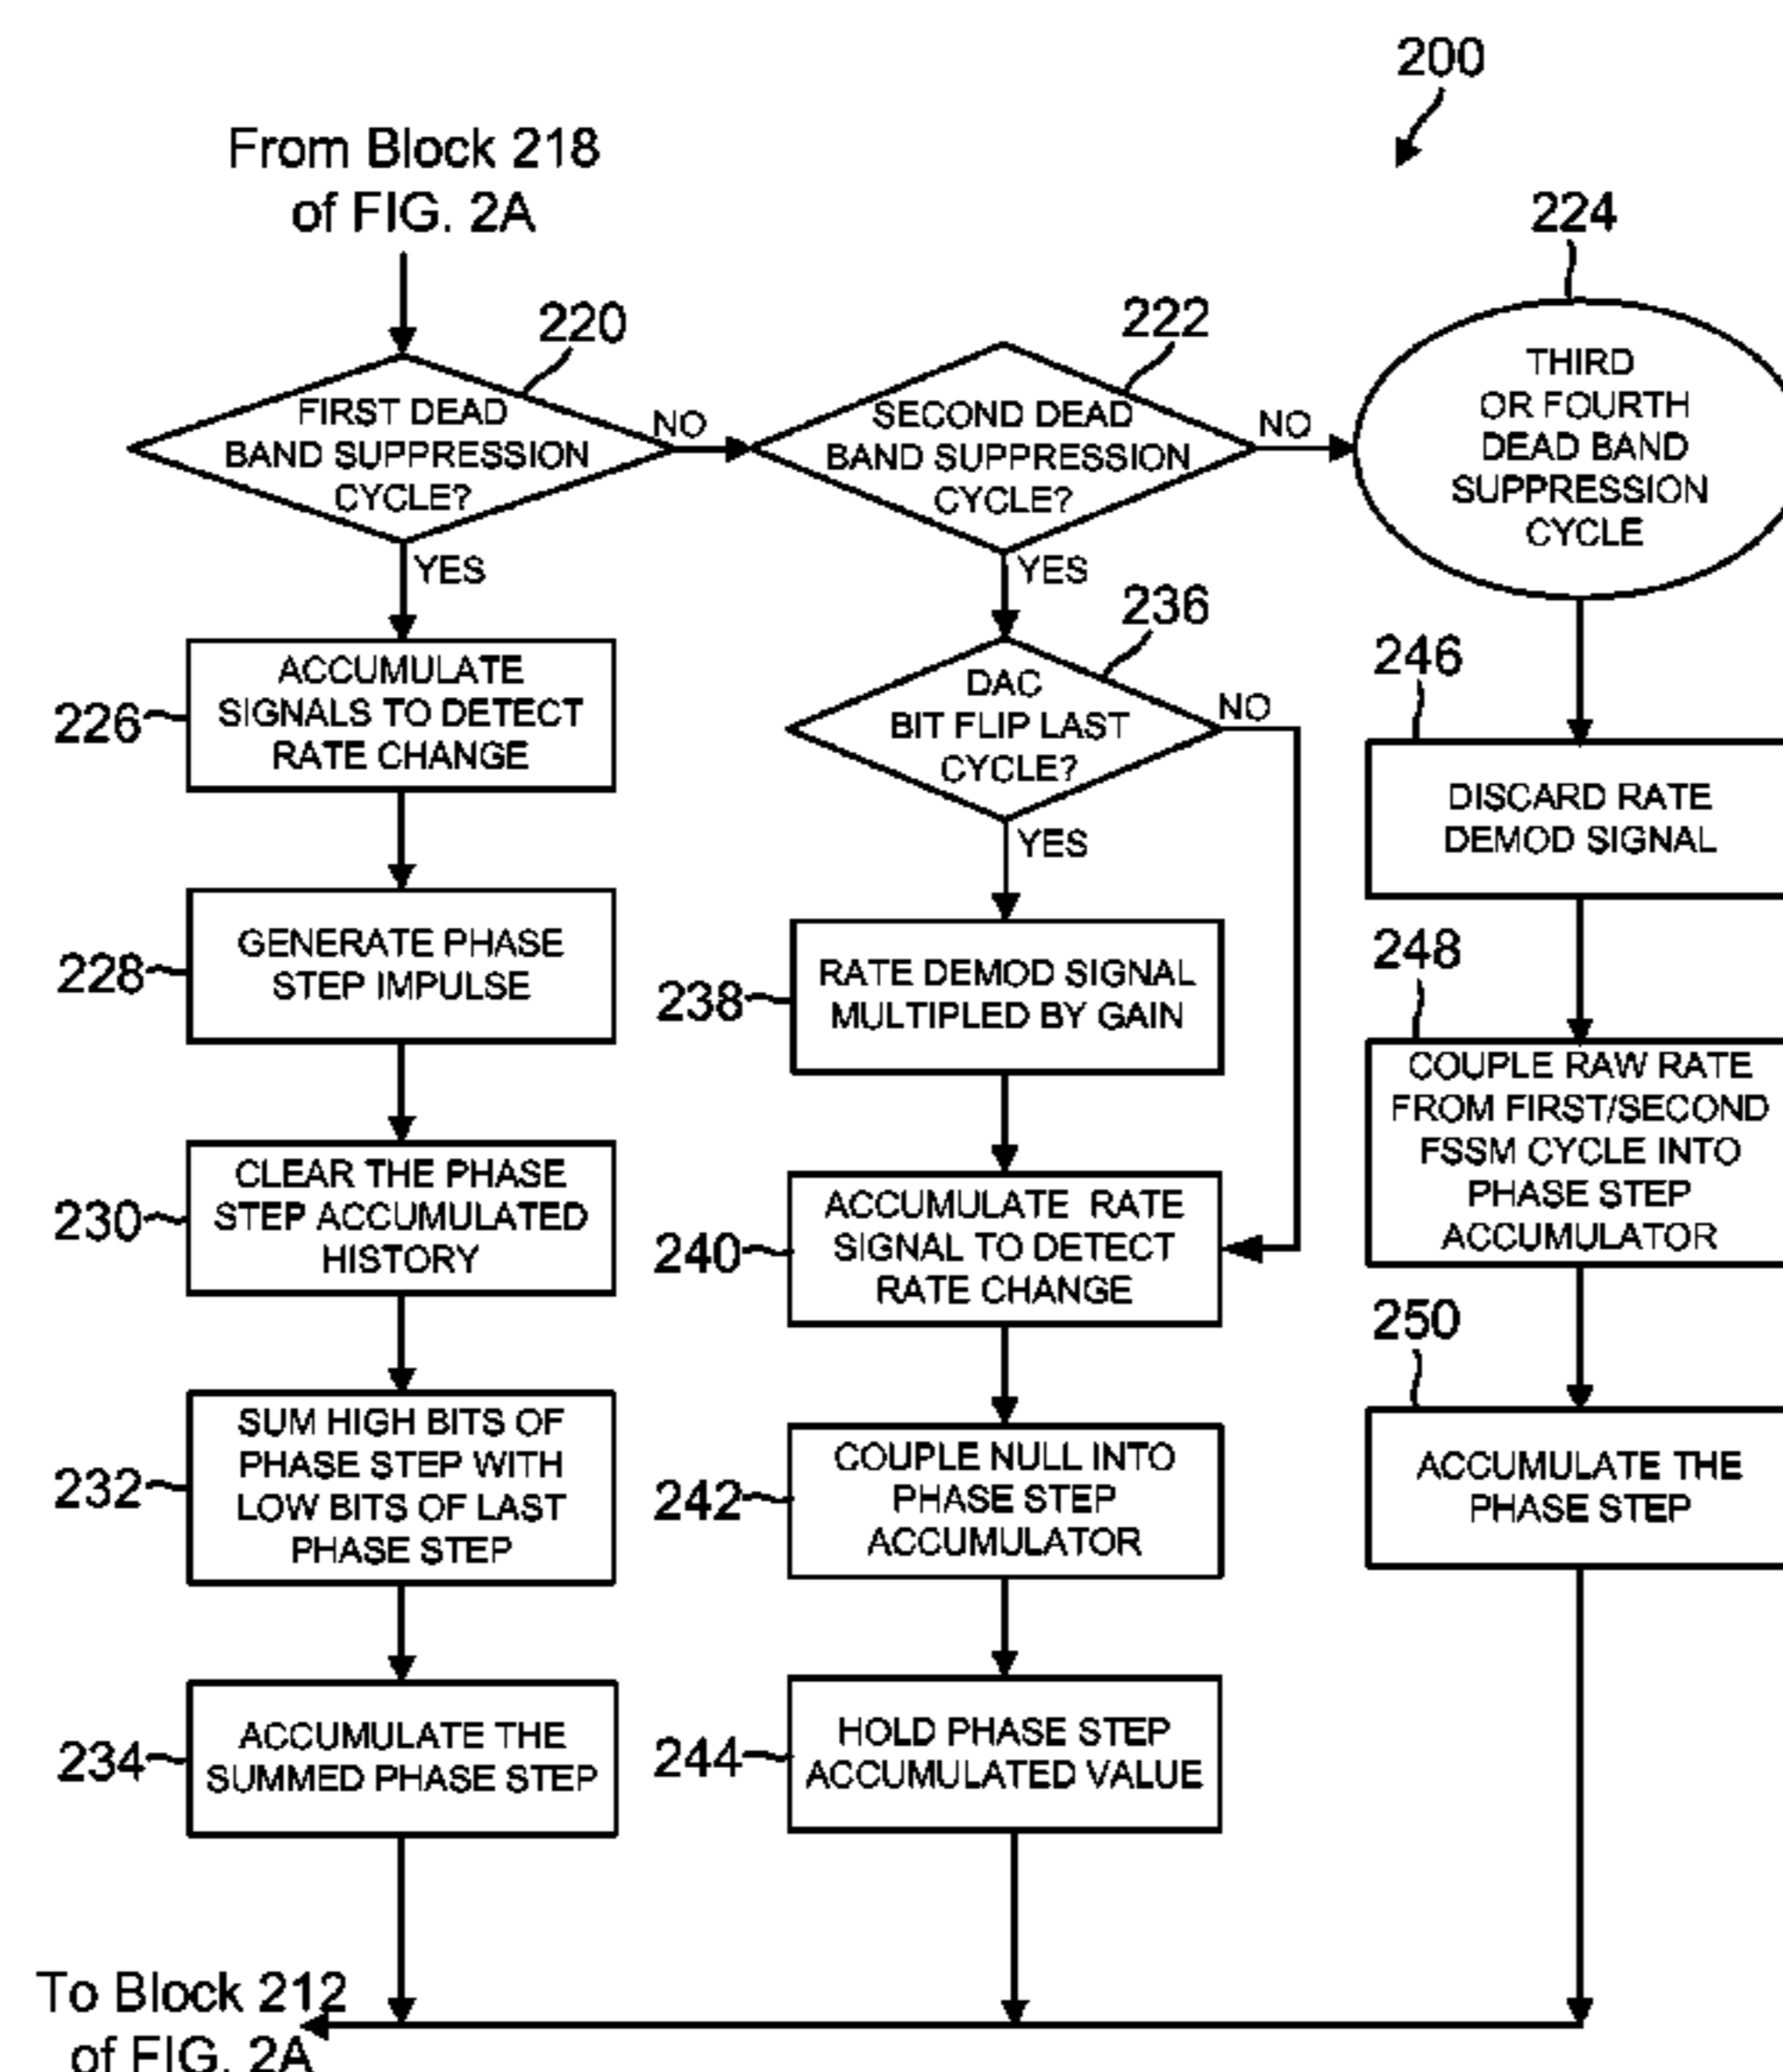 200
From Block 218
of FIG. 2A
224
220
222
FIRST DEAD
BAND SUPPRESSION
CYCLE?
NO
YES
SECOND DEAD
BAND SUPPRESSION
CYCLE?
NO
YES
THIRD
OR FOURTH
DEAD BAND
SUPPRESSION
CYCLE
226
ACCUMULATE
SIGNALS TO DETECT
RATE CHANGE
228
GENERATE PHASE
STEP IMPULSE
230
CLEAR THE PHASE
STEP ACCUMULATED
HISTORY
232
SUM HIGH BITS OF
PHASE STEP WITH
LOW BITS OF LAST
PHASE STEP
234
ACCUMULATE THE
SUMMED PHASE STEP
236
DAC
BIT FLIP LAST
CYCLE?
NO
YES
238
RATE DEMOD SIGNAL
MULTIPLED BY GAIN
240
ACCUMULATE RATE
SIGNAL TO DETECT
RATE CHANGE
242
COUPLE NULL INTO
PHASE STEP
ACCUMULATOR
244
HOLD PHASE STEP
ACCUMULATED VALUE
246
DISCARD RATE
DEMOD SIGNAL
248
COUPLE RAW RATE
FROM FIRST/SECOND
FSSM CYCLE INTO
PHASE STEP
ACCUMULATOR
250
ACCUMULATE THE
PHASE STEP
To Block 212
of FIG. 2A